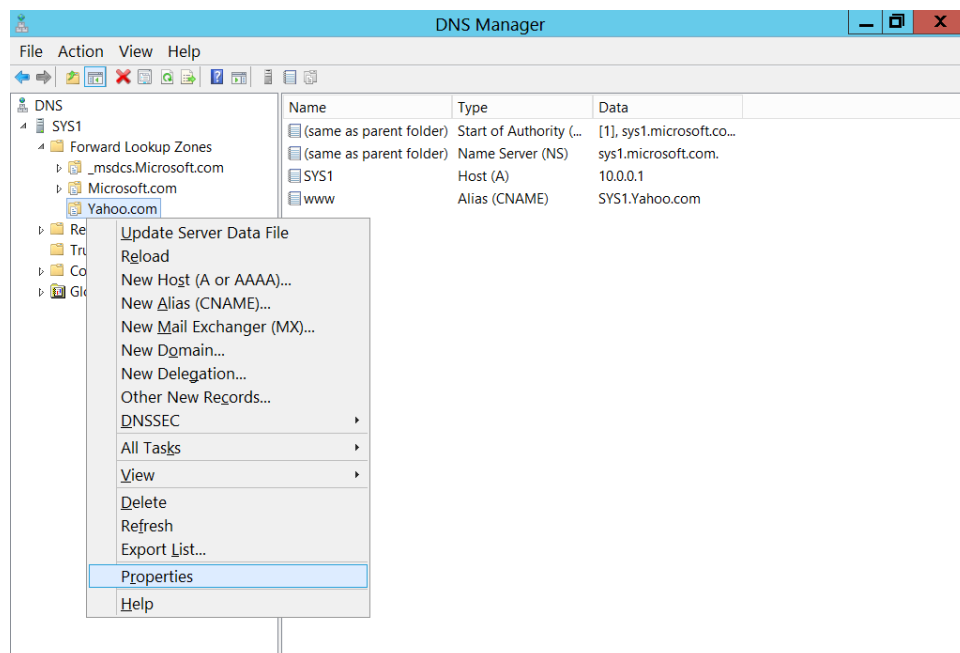 DNS Manager
File Action View Help
DNS
SYS1
Forward Lookup Zones
_msdcs.Microsoft.com
Microsoft.com
Yahoo.com
Re
Tru
Co
Glo
Name Type Data
(same as parent folder) Start of Authority (... [1], sys1.microsoft.co...
(same as parent folder) Name Server (NS) sys1.microsoft.com.
SYS1 Host (A) 10.0.0.1
www Alias (CNAME) SYS1.Yahoo.com
Update Server Data File
Reload
New Host (A or AAAA)...
New Alias (CNAME)...
New Mail Exchanger (MX)...
New Domain...
New Delegation...
Other New Records...
DNSSEC
All Tasks
View
Delete
Refresh
Export List...
Properties
Help